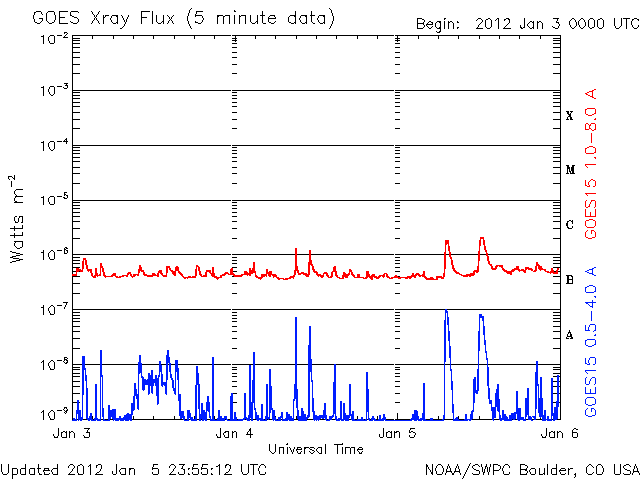 GOES Xray Flux (5 minute data)
Begin: 2012 Jan 3 0000 UTC
10⁻²
10⁻³
10⁻⁴
10⁻⁵
10⁻⁶
10⁻⁷
10⁻⁸
10⁻⁹
Watts m⁻²
X
M
C
B
A
GOES15 1.0-8.0 A
GOES15 0.5-4.0 A
Jan 3
Jan 4
Jan 5
Jan 6
Universal Time
Updated 2012 Jan 5 23:55:12 UTC
NOAA/SWPC Boulder, CO USA